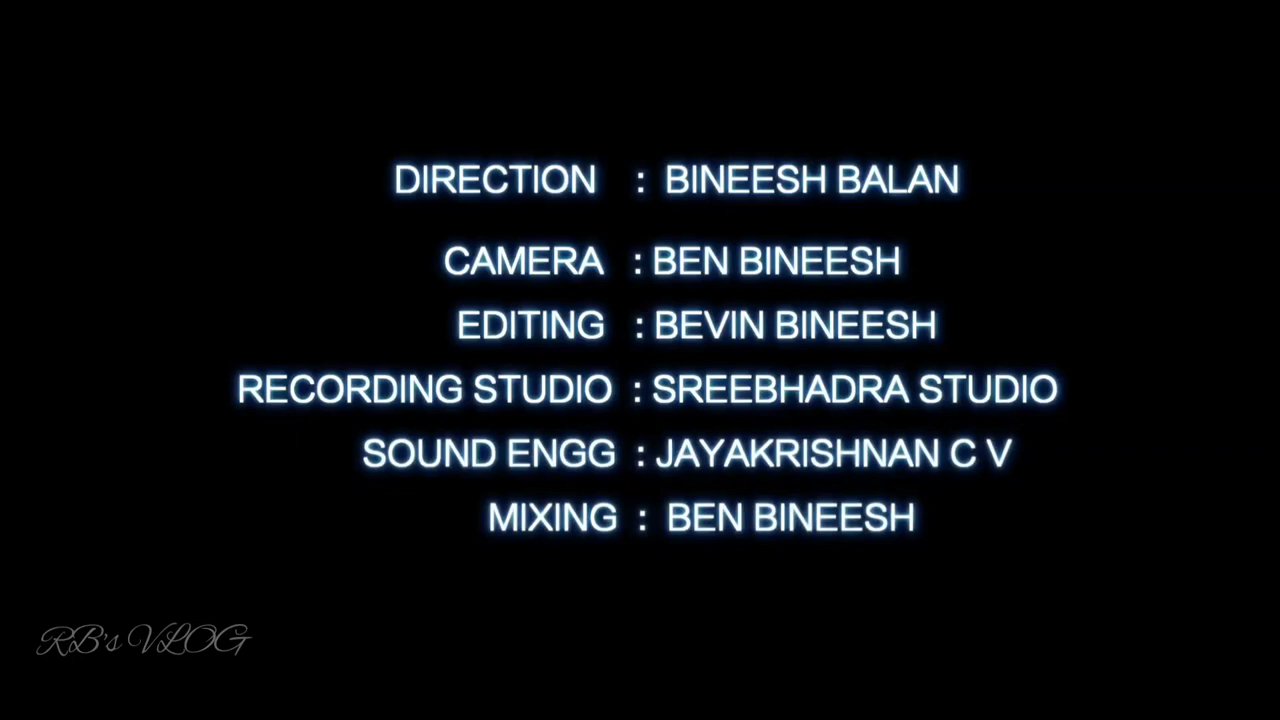 DIRECTION : BINEESH BALAN
CAMERA : BEN BINEESH
EDITING : BEVIN BINEESH
RECORDING STUDIO : SREEBHADRA STUDIO
SOUND ENGG : JAYAKRISHNAN C V
MIXING : BEN BINEESH
RB's VLOG